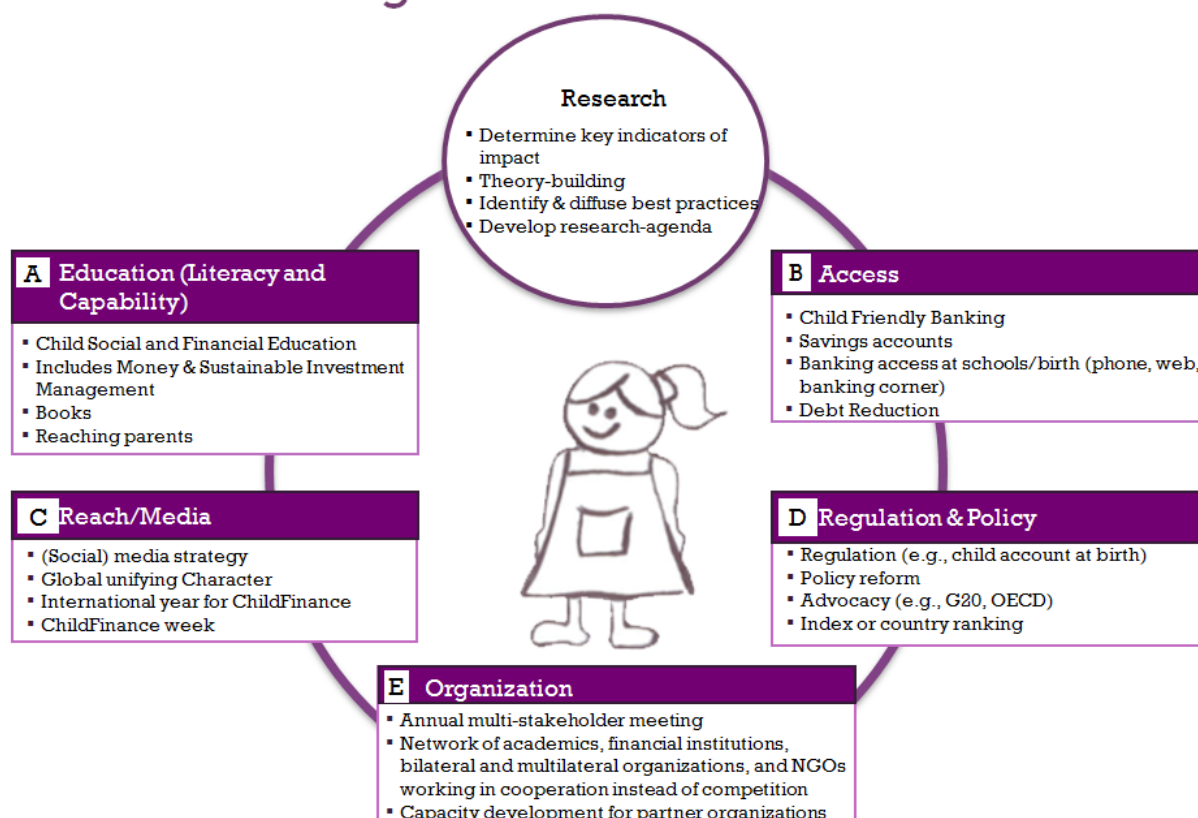 Research
▪ Determine key indicators of
impact
▪ Theory-building
▪ Identify & diffuse best practices
▪ Develop research-agenda
A Education (Literacy and
Capability)
▪ Child Social and Financial Education
▪ Includes Money & Sustainable Investment
Management
▪ Books
▪ Reaching parents
B Access
▪ Child Friendly Banking
▪ Savings accounts
▪ Banking access at schools/birth (phone, web,
banking corner)
▪ Debt Reduction
C Reach/Media
▪ (Social) media strategy
▪ Global unifying Character
▪ International year for ChildFinance
▪ ChildFinance week
D Regulation & Policy
▪ Regulation (e.g., child account at birth)
▪ Policy reform
▪ Advocacy (e.g., G20, OECD)
▪ Index or country ranking
E Organization
▪ Annual multi-stakeholder meeting
▪ Network of academics, financial institutions,
bilateral and multilateral organizations, and NGOs
working in cooperation instead of competition
▪ Capacity development for partner organizations